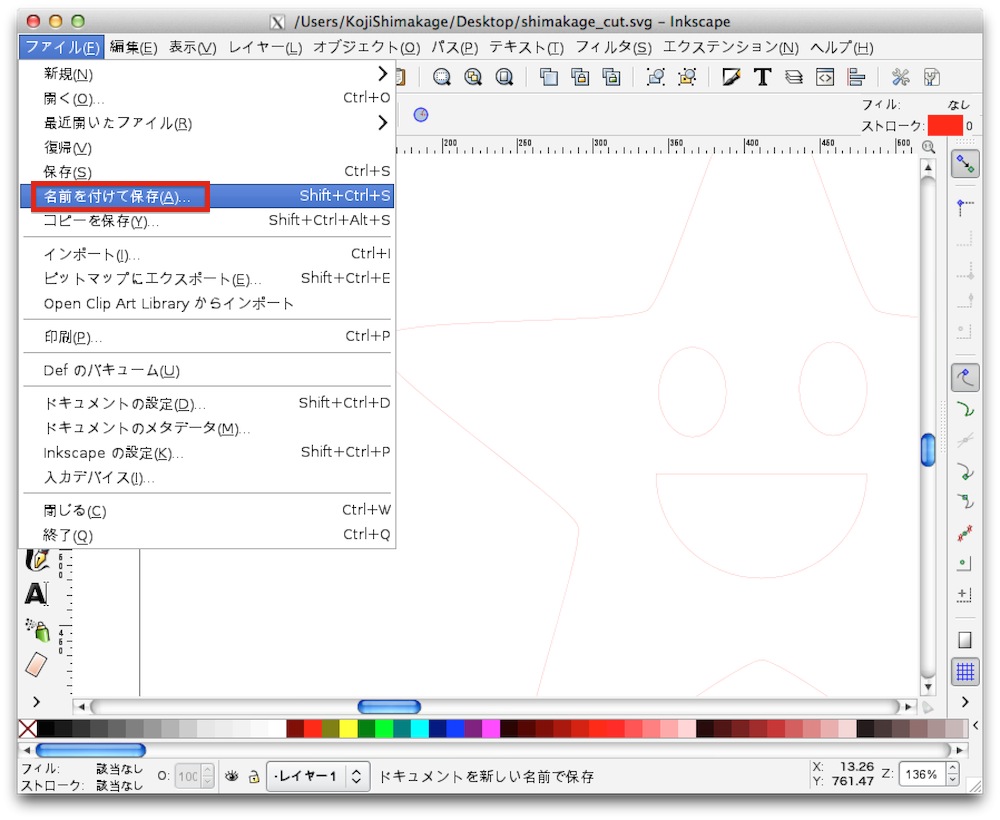 /Users/KojiShimakage/Desktop/shimakage_cut.svg - Inkscape
ファイル(F) 編集(E) 表示(V) レイヤー(L) オブジェクト(O) パス(P) テキスト(T) フィルタ(S) エクステンション(N) ヘルプ(H)
新規(N)
開く(O)... Ctrl+O
最近開いたファイル(R)
復帰(V)
保存(S) Ctrl+S
名前を付けて保存(A)... Shift+Ctrl+S
コピーを保存(Y)... Shift+Ctrl+Alt+S
インポート(I)... Ctrl+I
ビットマップにエクスポート(E)... Shift+Ctrl+E
Open Clip Art Library からインポート
印刷(P)... Ctrl+P
Def のバキューム(U)
ドキュメントの設定(D)... Shift+Ctrl+D
ドキュメントのメタデータ(M)...
Inkscape の設定(K)... Shift+Ctrl+P
入力デバイス(I)...
閉じる(C) Ctrl+W
終了(Q) Ctrl+Q
フィル: なし
ストローク: 0
200 250 300 350 400 450 500
フィル: 該当なし
ストローク: 該当なし
O: 100
・レイヤー1
ドキュメントを新しい名前で保存
X: 13.26
Y: 761.47
Z: 136%